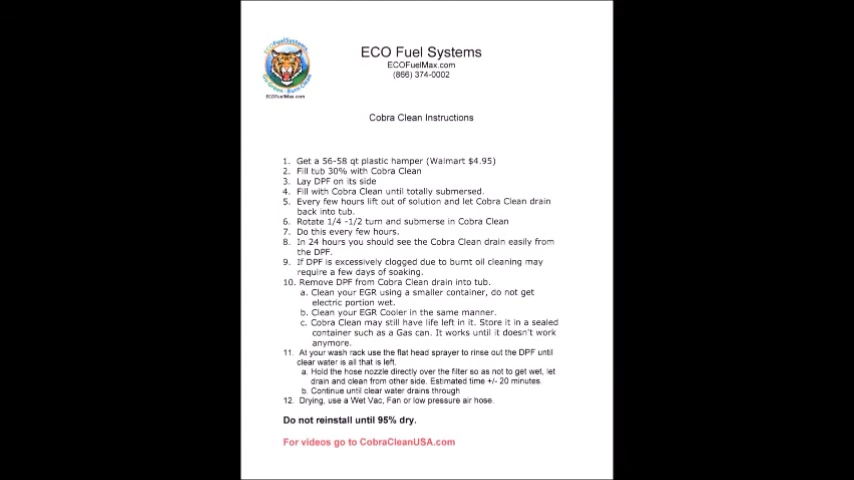 ECOFuelSystems
Go Green - Burn Clean
ECOFuelMax.com
ECO Fuel Systems
ECOFuelMax.com
(866) 374-0002
Cobra Clean Instructions
1. Get a 56-58 qt plastic hamper (Walmart $4.95)
2. Fill tub 30% with Cobra Clean
3. Lay DPF on its side
4. Fill with Cobra Clean until totally submersed.
5. Every few hours lift out of solution and let Cobra Clean drain
back into tub.
6. Rotate 1/4 -1/2 turn and submerse in Cobra Clean
7. Do this every few hours.
8. In 24 hours you should see the Cobra Clean drain easily from
the DPF.
9. If DPF is excessively clogged due to burnt oil cleaning may
require a few days of soaking.
10. Remove DPF from Cobra Clean drain into tub.
a. Clean your EGR using a smaller container, do not get
electric portion wet.
b. Clean your EGR Cooler in the same manner.
c. Cobra Clean may still have life left in it. Store it in a sealed
container such as a Gas can. It works until it doesn't work
anymore.
11. At your wash rack use the flat head sprayer to rinse out the DPF until
clear water is all that is left.
a. Hold the hose nozzle directly over the filter so as not to get wet, let
drain and clean from other side. Estimated time +/- 20 minutes.
b. Continue until clear water drains through
12. Drying, use a Wet Vac, Fan or low pressure air hose.
Do not reinstall until 95% dry.
For videos go to CobraCleanUSA.com